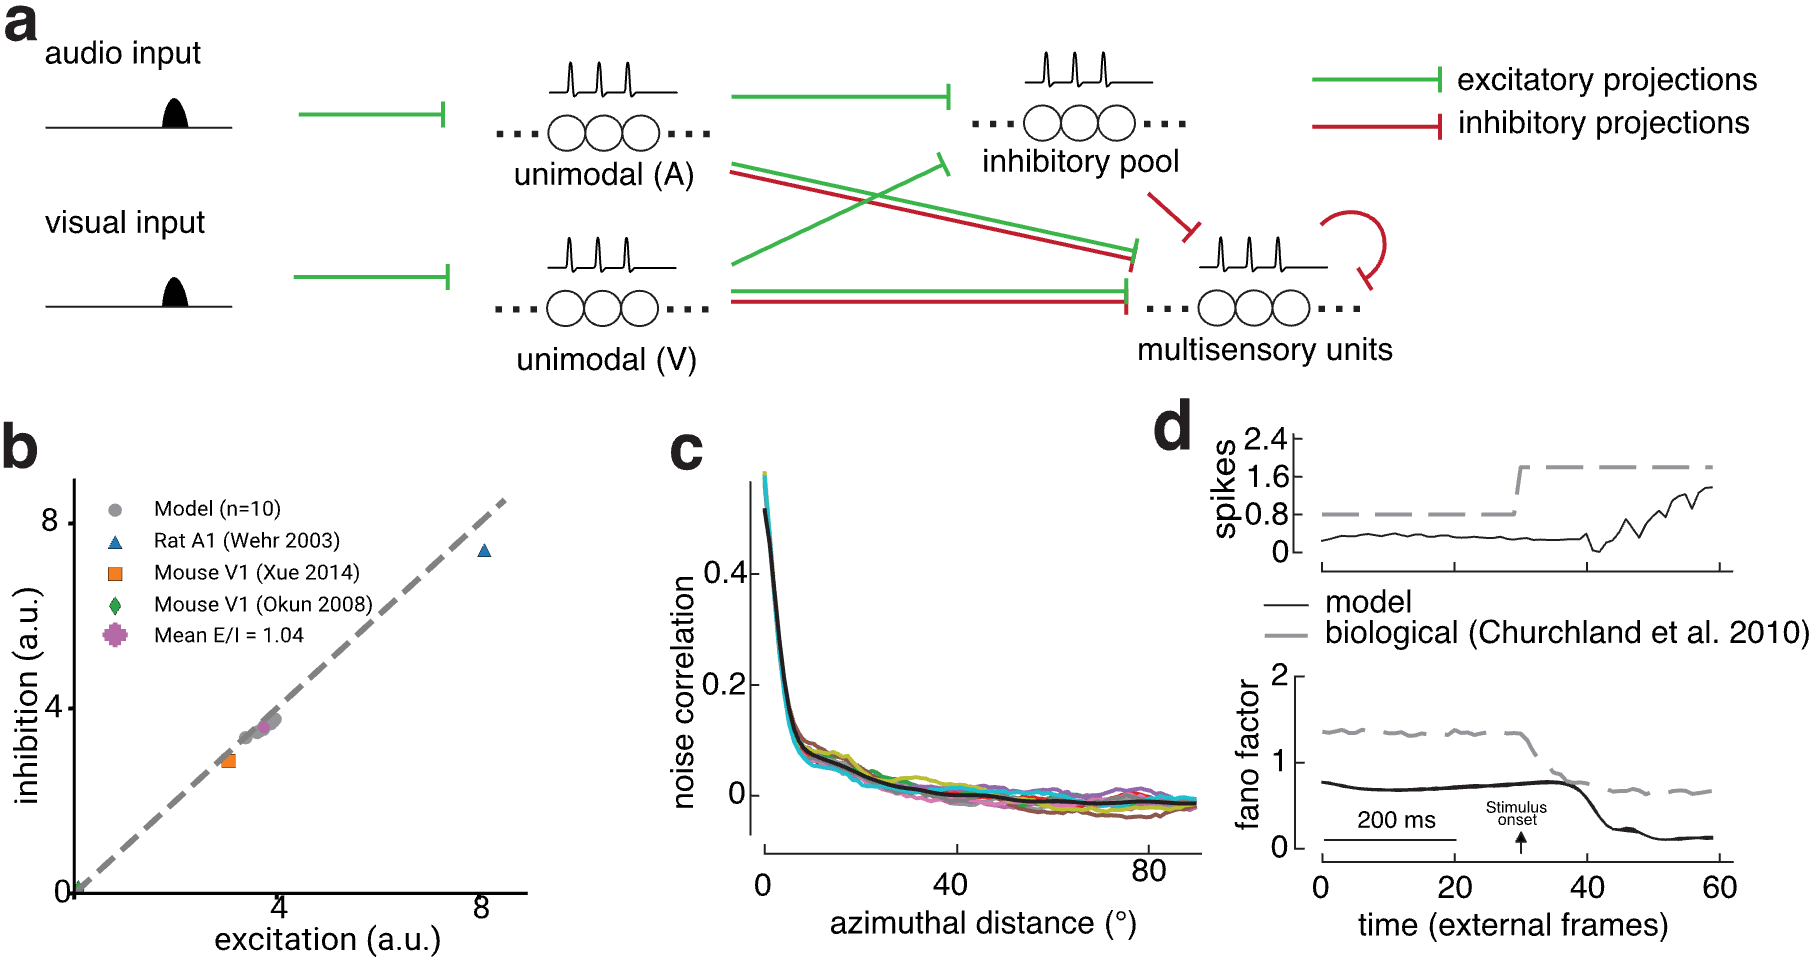 a
audio input
unimodal (A)
inhibitory pool
excitatory projections
inhibitory projections
visual input
unimodal (V)
multisensory units
b
8
4
0
4
8
inhibition (a.u.)
excitation (a.u.)
Model (n=10)
Rat A1 (Wehr 2003)
Mouse V1 (Xue 2014)
Mouse V1 (Okun 2008)
Mean E/I = 1.04
c
0.4
0.2
0
0
40
80
noise correlation
azimuthal distance (°)
d
spikes
2.4
1.6
0.8
0
model
biological (Churchland et al. 2010)
fano factor
2
1
0
200 ms
Stimulus
onset
0
20
40
60
time (external frames)